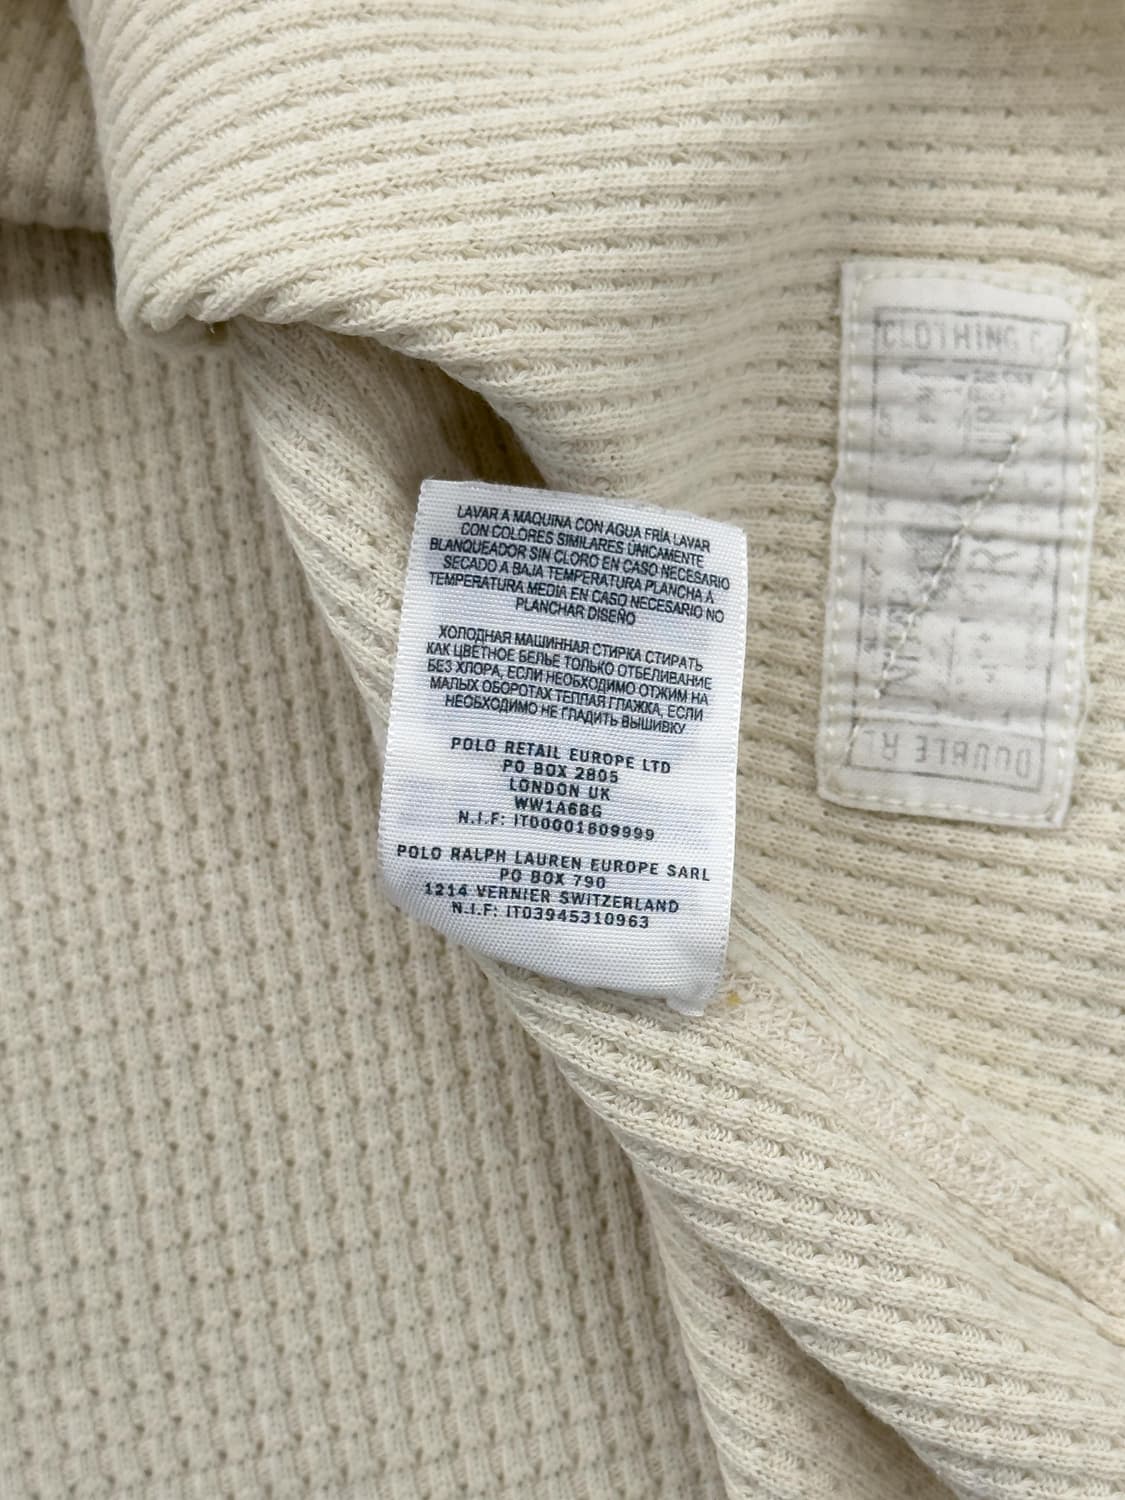 LAVAR A MAQUINA CON AGUA FRÍA LAVAR
CON COLORES SIMILARES ÚNICAMENTE
BLANQUEADOR SIN CLORO EN CASO NECESARIO
SECADO A BAJA TEMPERATURA PLANCHA A
TEMPERATURA MEDIA EN CASO NECESARIO NO
PLANCHAR DISEÑO
ХОЛОДНАЯ МАШИННАЯ СТИРКА СТИРАТЬ
КАК ЦВЕТНОЕ БЕЛЬЕ ТОЛЬКО ОТБЕЛИВАНИЕ
БЕЗ ХЛОРА, ЕСЛИ НЕОБХОДИМО ОТЖИМ НА
МАЛЫХ ОБОРОТАХ ТЕПЛАЯ ГЛАЖКА, ЕСЛИ
НЕОБХОДИМО НЕ ГЛАДИТЬ ВЫШИВКУ
POLO RETAIL EUROPE LTD
PO BOX 2805
LONDON UK
WW1A6BG
N.I.F: IT00001809999
POLO RALPH LAUREN EUROPE SARL
PO BOX 790
1214 VERNIER SWITZERLAND
N.I.F: IT03945310963
CLOTHING C
DOUBLE RL